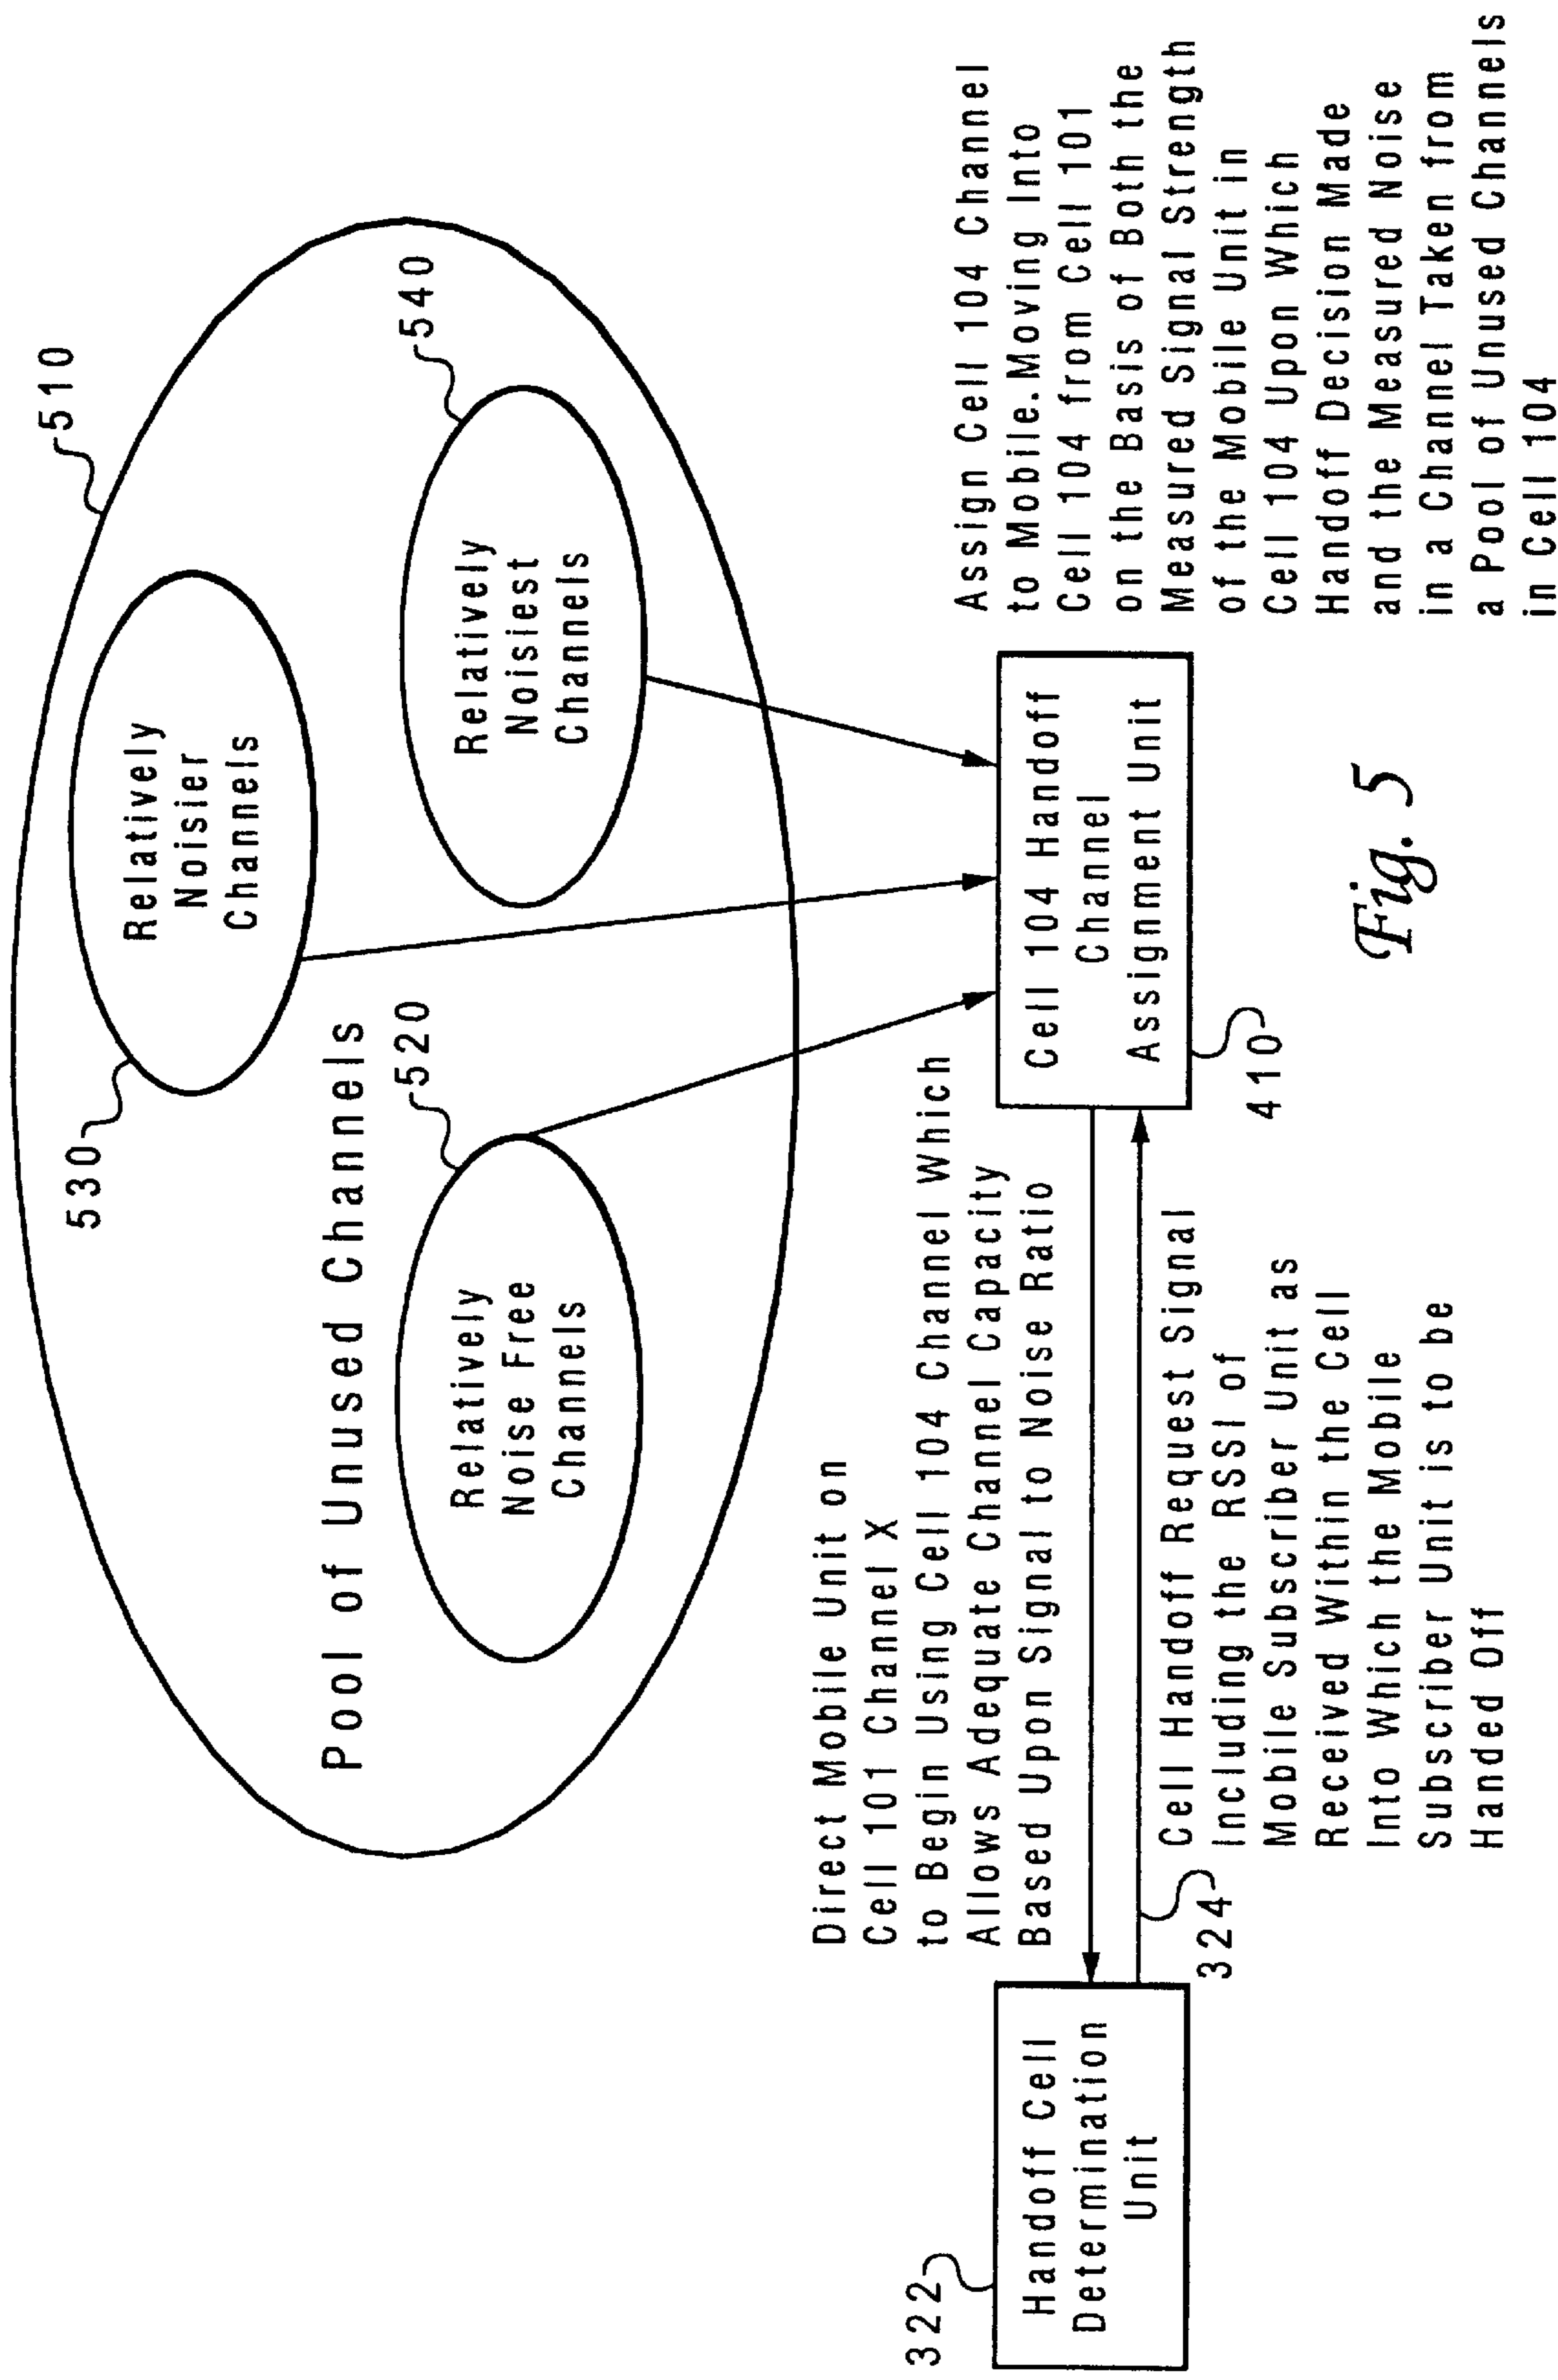 510
530
Relatively
Noisier
Channels
Pool of Unused Channels
520
540
Relatively
Noise Free
Channels
Relatively
Noisiest
Channels
Direct Mobile Unit on
Cell 101 Channel X
to Begin Using Cell 104 Channel Which
Allows Adequate Channel Capacity
Based Upon Signal to Noise Ratio
322
Handoff Cell
Determination
Unit
324
Cell Handoff Request Signal
Including the RSSI of
Mobile Subscriber Unit as
Received Within the Cell
Into Which the Mobile
Subscriber Unit is to be
Handed Off
Cell 104 Handoff
Channel
Assignment Unit
410
Assign Cell 104 Channel
to Mobile.Moving Into
Cell 104 from Cell 101
on the Basis of Both the
Measured Signal Strength
of the Mobile Unit in
Cell 104 Upon Which
Handoff Decision Made
and the Measured Noise
in a Channel Taken from
a Pool of Unused Channels
in Cell 104
Fig. 5